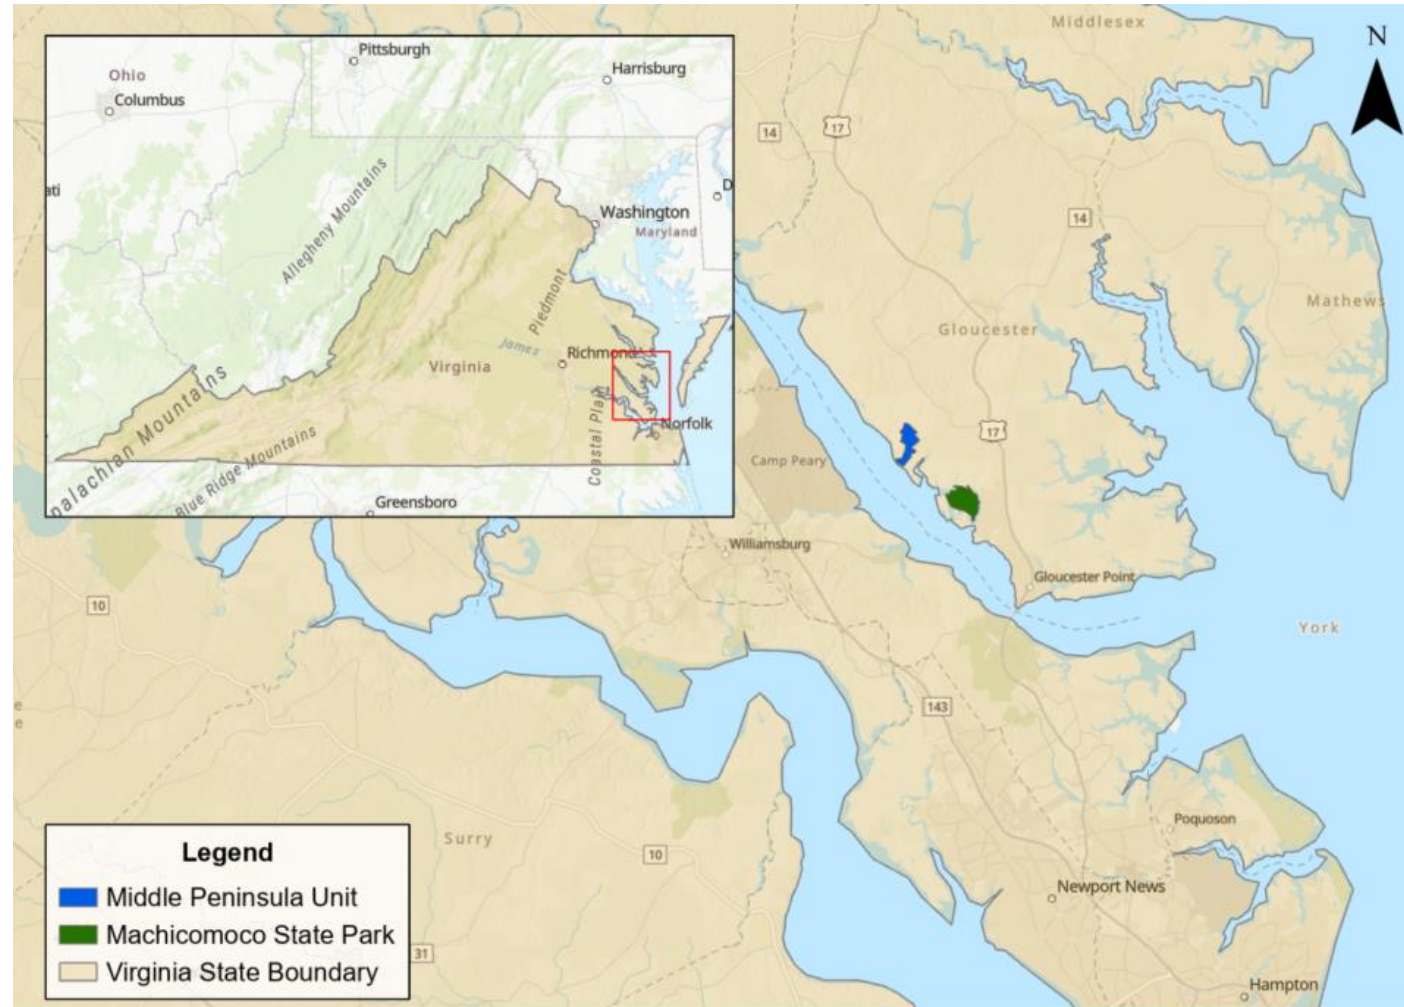 Pittsburgh
Harrisburg
Ohio
Columbus
ati
D
Allegheny Mountains
Washington
Maryland
Piedmont
James
Richmond
Virginia
Coastal Plain
Norfolk
palachian Mountains
Blue Ridge Mountains
Greensboro
Middlesex
N
14
17
14
Mathews
Gloucester
17
Camp Peary
Williamsburg
Gloucester Point
10
York
143
e
e
Surry
10
Poquoson
Newport News
31
Hampton
Legend
Middle Peninsula Unit
Machicomoco State Park
Virginia State Boundary